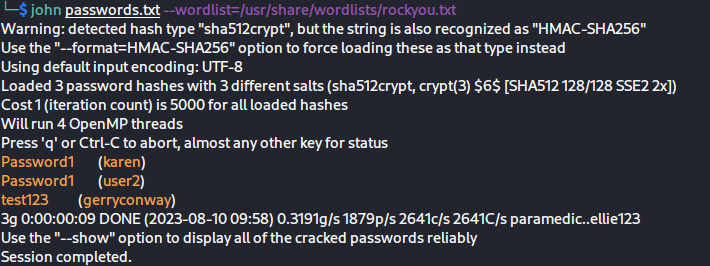 └─$ john passwords.txt --wordlist=/usr/share/wordlists/rockyou.txt
Warning: detected hash type "sha512crypt", but the string is also recognized as "HMAC-SHA256"
Use the "--format=HMAC-SHA256" option to force loading these as that type instead
Using default input encoding: UTF-8
Loaded 3 password hashes with 3 different salts (sha512crypt, crypt(3) $6$ [SHA512 128/128 SSE2 2x])
Cost 1 (iteration count) is 5000 for all loaded hashes
Will run 4 OpenMP threads
Press 'q' or Ctrl-C to abort, almost any other key for status
Password1 (karen)
Password1 (user2)
test123 (gerryconway)
3g 0:00:00:09 DONE (2023-08-10 09:58) 0.3191g/s 1879p/s 2641c/s 2641C/s paramedic..ellie123
Use the "--show" option to display all of the cracked passwords reliably
Session completed.